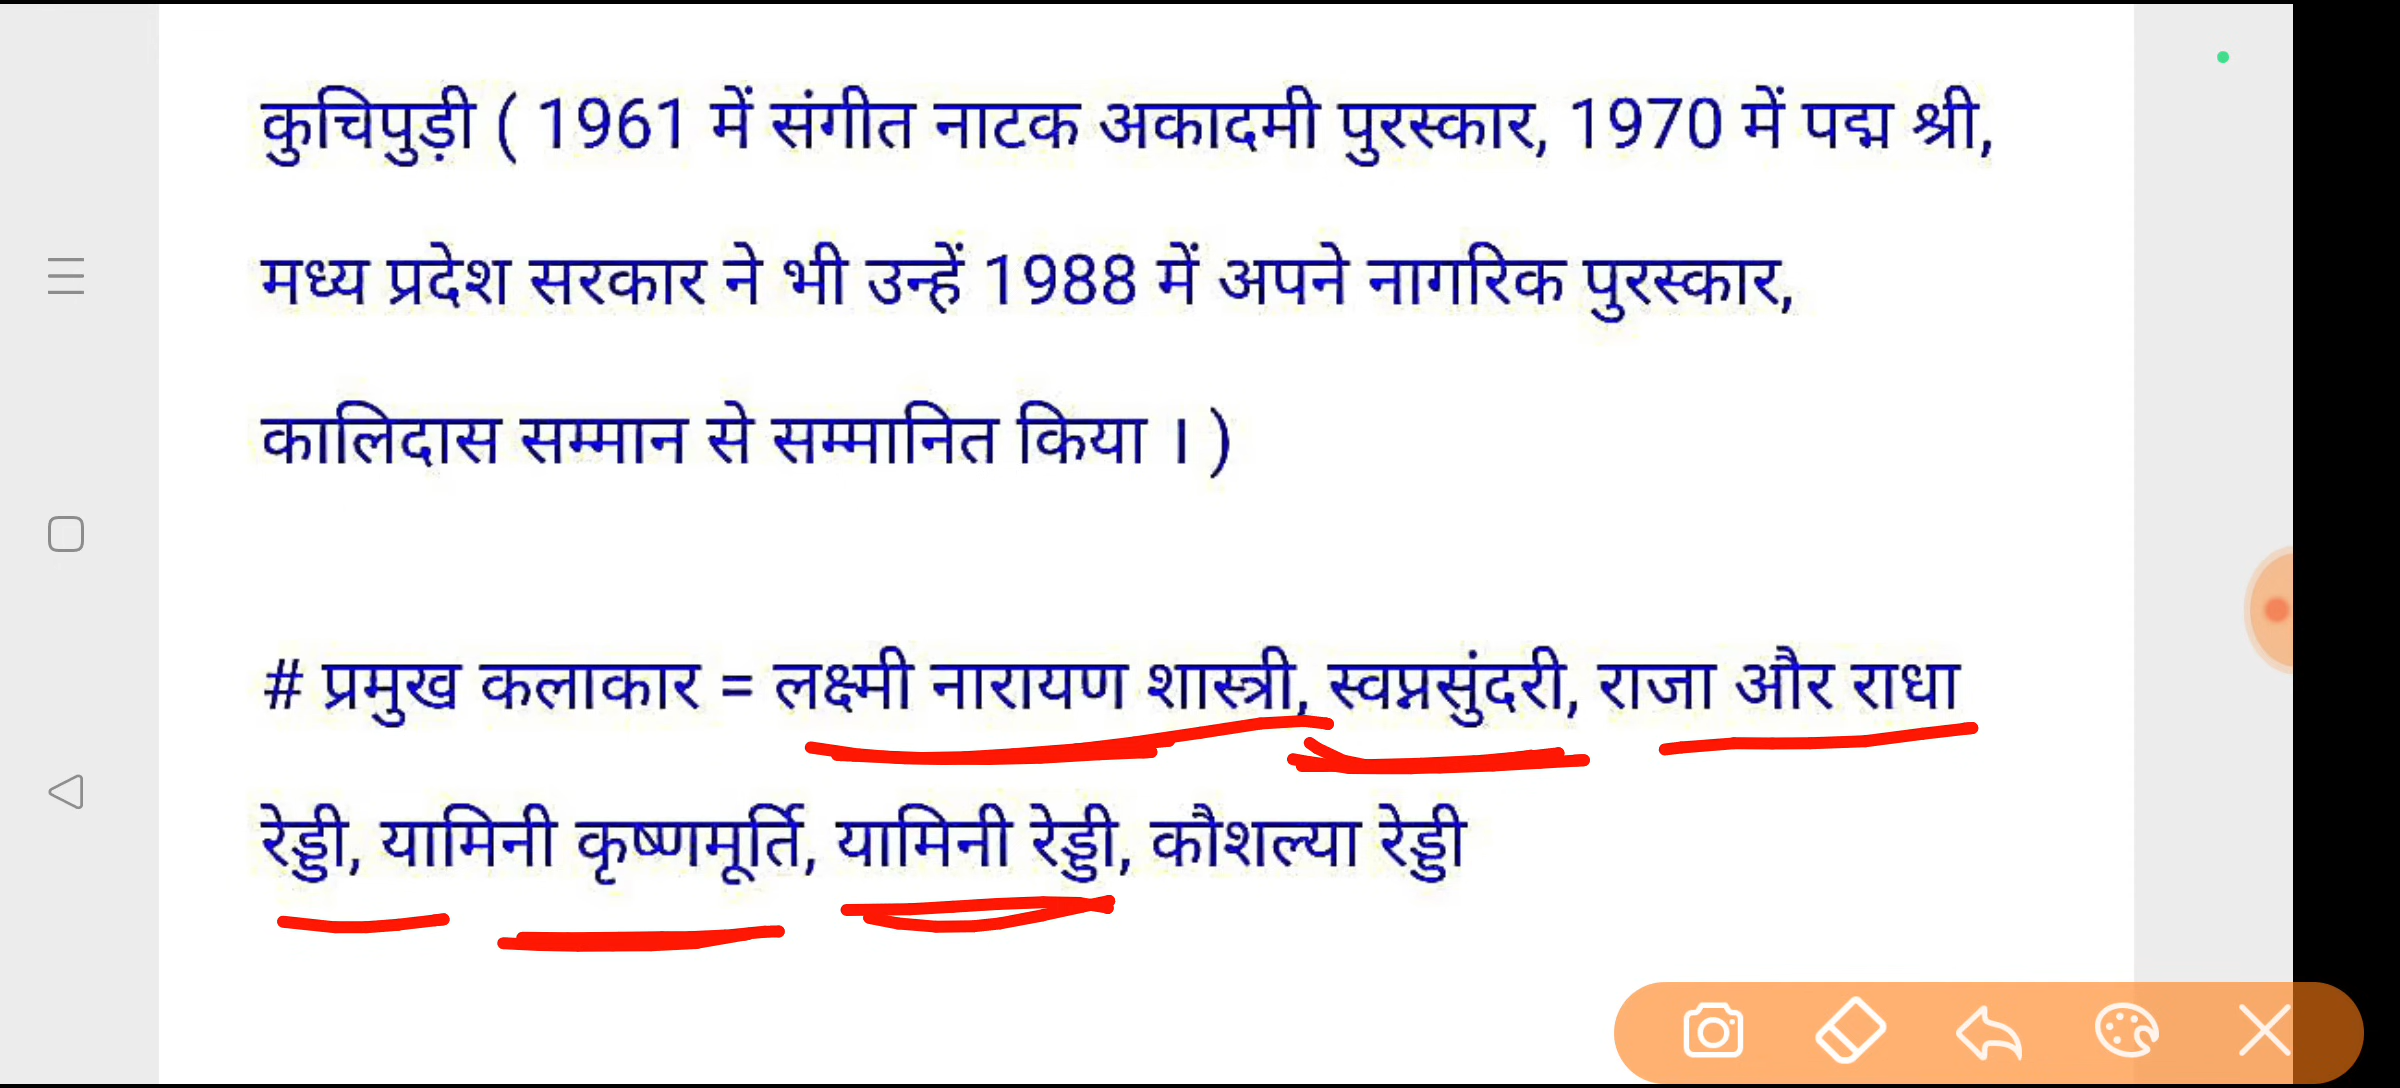 कुचिपुड़ी ( 1961 में संगीत नाटक अकादमी पुरस्कार, 1970 में पद्म श्री,
मध्य प्रदेश सरकार ने भी उन्हें 1988 में अपने नागरिक पुरस्कार,
कालिदास सम्मान से सम्मानित किया । )
# प्रमुख कलाकार = लक्ष्मी नारायण शास्त्री, स्वप्नसुंदरी, राजा और राधा
रेड्डी, यामिनी कृष्णमूर्ति, यामिनी रेड्डी, कौशल्या रेड्डी